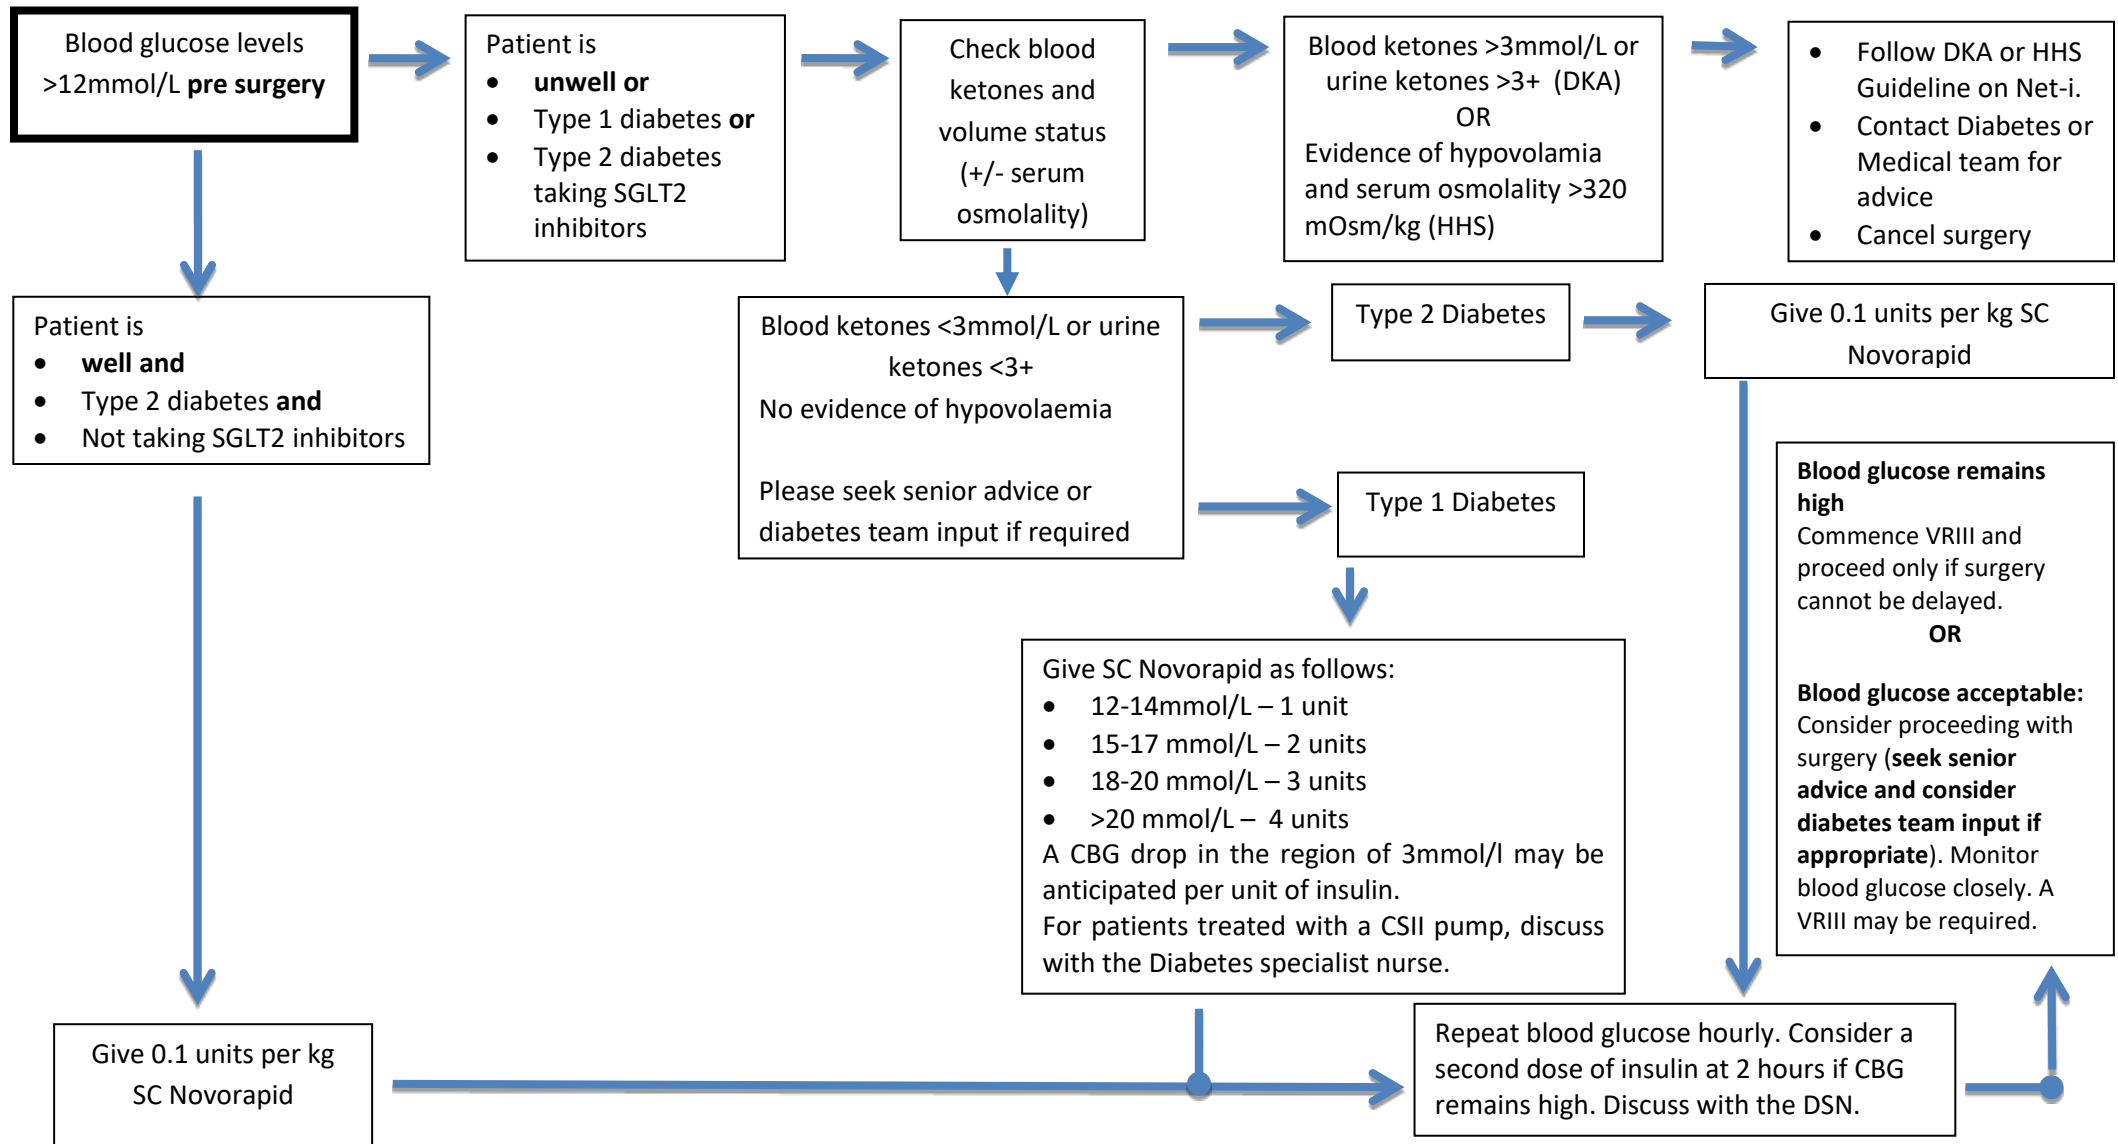 Blood glucose levels
>12mmol/L pre surgery
Patient is
• unwell or
• Type 1 diabetes or
• Type 2 diabetes
taking SGLT2
inhibitors
Check blood
ketones and
volume status
(+/- serum
osmolality)
Blood ketones >3mmol/L or
urine ketones >3+ (DKA)
OR
Evidence of hypovolamia
and serum osmolality >320
mOsm/kg (HHS)
• Follow DKA or HHS
Guideline on Net-i.
• Contact Diabetes or
Medical team for
advice
• Cancel surgery
Patient is
• well and
• Type 2 diabetes and
• Not taking SGLT2 inhibitors
Blood ketones <3mmol/L or urine
ketones <3+
No evidence of hypovolaemia
Please seek senior advice or
diabetes team input if required
Type 2 Diabetes
Give 0.1 units per kg SC
Novorapid
Type 1 Diabetes
Blood glucose remains
high
Commence VRIII and
proceed only if surgery
cannot be delayed.
OR
Blood glucose acceptable:
Consider proceeding with
surgery (seek senior
advice and consider
diabetes team input if
appropriate). Monitor
blood glucose closely. A
VRIII may be required.
Give SC Novorapid as follows:
• 12-14mmol/L – 1 unit
• 15-17 mmol/L – 2 units
• 18-20 mmol/L – 3 units
• >20 mmol/L – 4 units
A CBG drop in the region of 3mmol/l may be
anticipated per unit of insulin.
For patients treated with a CSII pump, discuss
with the Diabetes specialist nurse.
Give 0.1 units per kg
SC Novorapid
Repeat blood glucose hourly. Consider a
second dose of insulin at 2 hours if CBG
remains high. Discuss with the DSN.